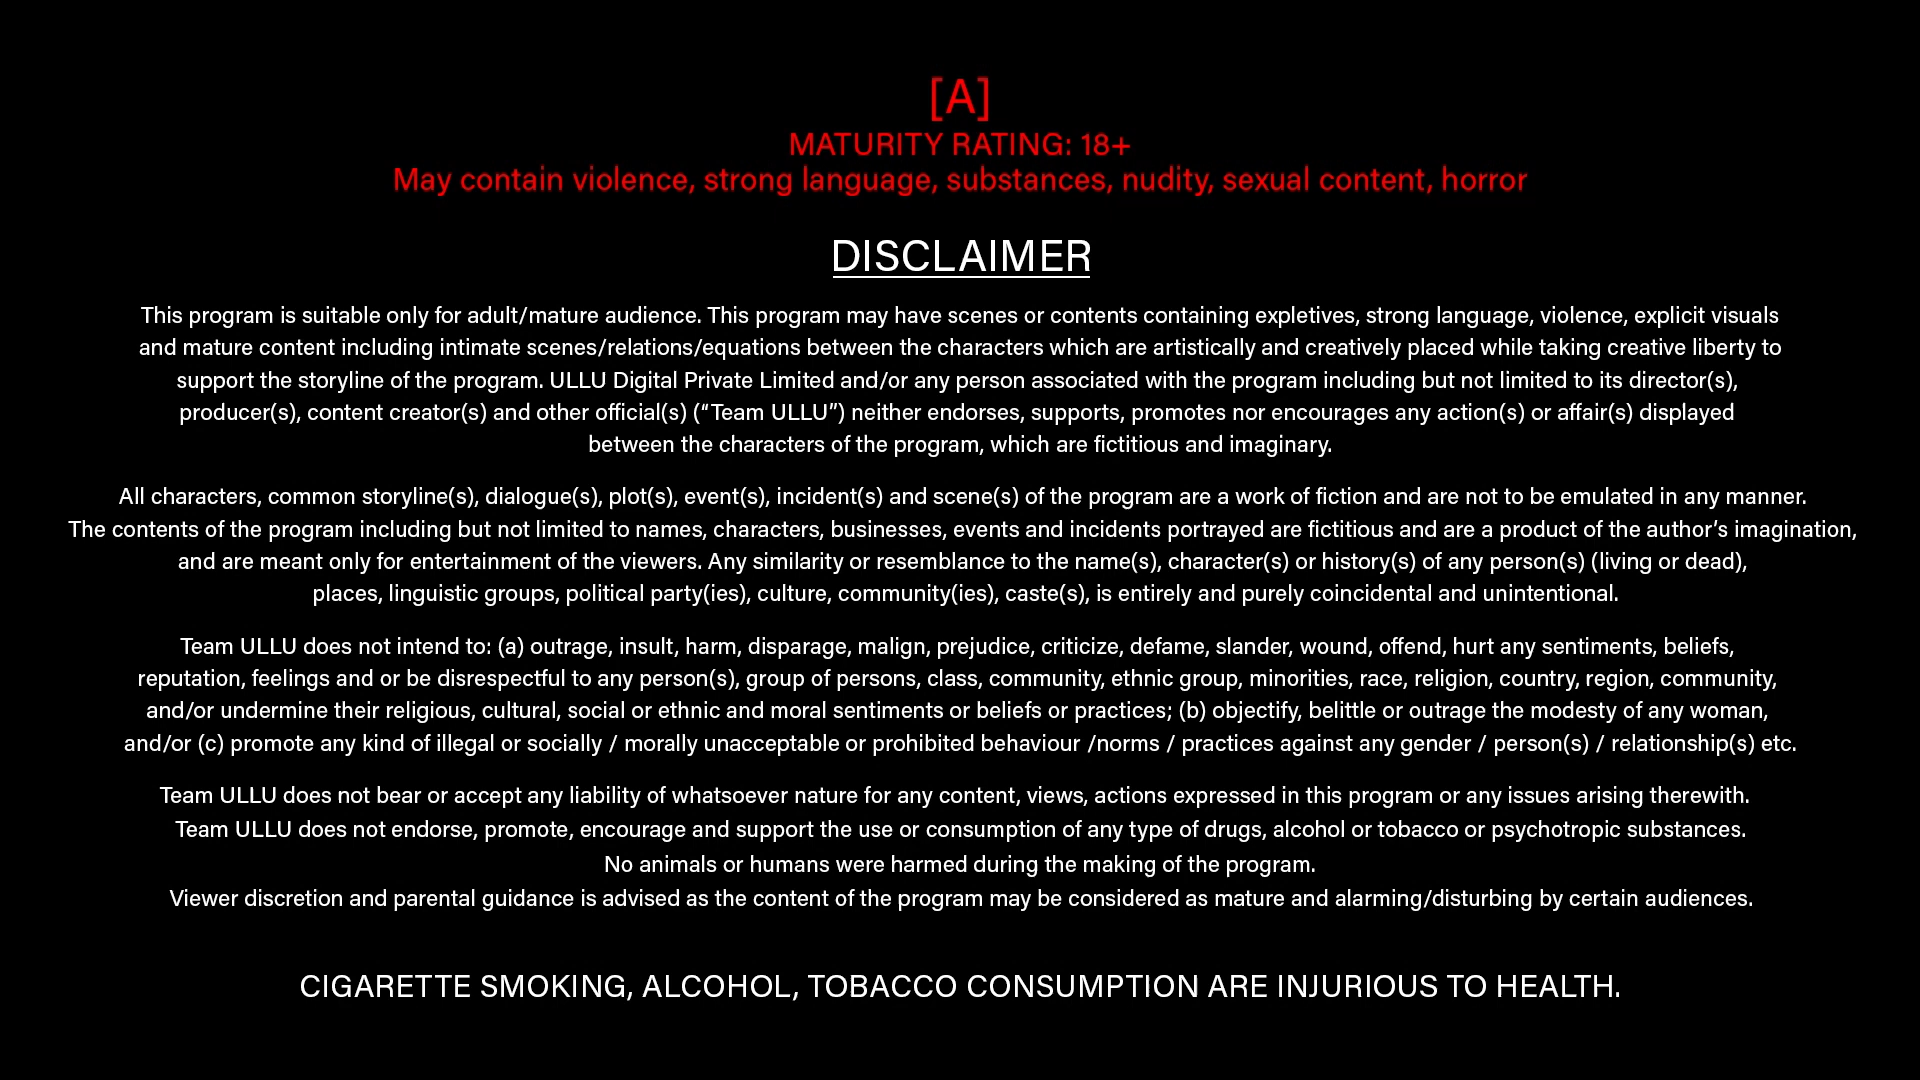 [A]
MATURITY RATING: 18+
May contain violence, strong language, substances, nudity, sexual content, horror
DISCLAIMER
This program is suitable only for adult/mature audience. This program may have scenes or contents containing expletives, strong language, violence, explicit visuals
and mature content including intimate scenes/relations/equations between the characters which are artistically and creatively placed while taking creative liberty to
support the storyline of the program. ULLU Digital Private Limited and/or any person associated with the program including but not limited to its director(s),
producer(s), content creator(s) and other official(s) (“Team ULLU”) neither endorses, supports, promotes nor encourages any action(s) or affair(s) displayed
between the characters of the program, which are fictitious and imaginary.
All characters, common storyline(s), dialogue(s), plot(s), event(s), incident(s) and scene(s) of the program are a work of fiction and are not to be emulated in any manner.
The contents of the program including but not limited to names, characters, businesses, events and incidents portrayed are fictitious and are a product of the author’s imagination,
and are meant only for entertainment of the viewers. Any similarity or resemblance to the name(s), character(s) or history(s) of any person(s) (living or dead),
places, linguistic groups, political party(ies), culture, community(ies), caste(s), is entirely and purely coincidental and unintentional.
Team ULLU does not intend to: (a) outrage, insult, harm, disparage, malign, prejudice, criticize, defame, slander, wound, offend, hurt any sentiments, beliefs,
reputation, feelings and or be disrespectful to any person(s), group of persons, class, community, ethnic group, minorities, race, religion, country, region, community,
and/or undermine their religious, cultural, social or ethnic and moral sentiments or beliefs or practices; (b) objectify, belittle or outrage the modesty of any woman,
and/or (c) promote any kind of illegal or socially / morally unacceptable or prohibited behaviour /norms / practices against any gender / person(s) / relationship(s) etc.
Team ULLU does not bear or accept any liability of whatsoever nature for any content, views, actions expressed in this program or any issues arising therewith.
Team ULLU does not endorse, promote, encourage and support the use or consumption of any type of drugs, alcohol or tobacco or psychotropic substances.
No animals or humans were harmed during the making of the program.
Viewer discretion and parental guidance is advised as the content of the program may be considered as mature and alarming/disturbing by certain audiences.
CIGARETTE SMOKING, ALCOHOL, TOBACCO CONSUMPTION ARE INJURIOUS TO HEALTH.